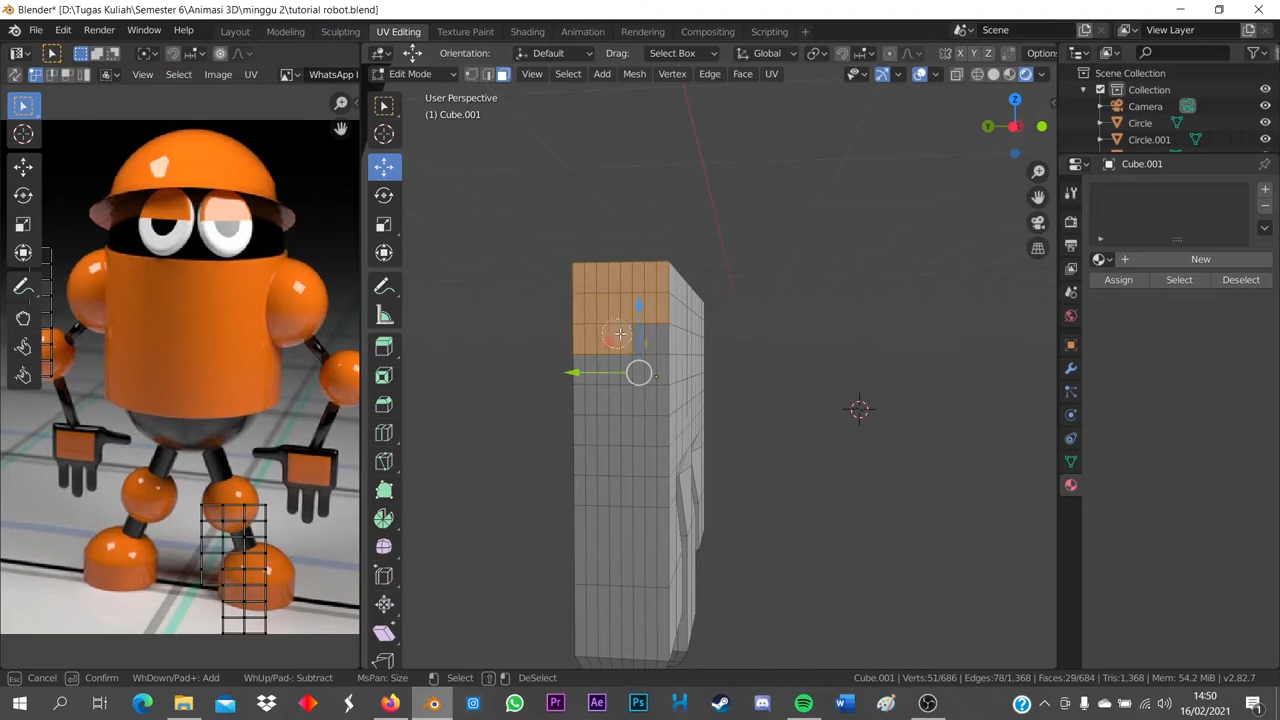 Blender* [D:\Tugas Kuliah\Semester 6\Animasi 3D\minggu 2\tutorial robot.blend]
File Edit Render Window Help Layout Modeling Sculpting UV Editing Texture Paint Shading Animation Rendering Compositing Scripting + Scene View Layer
Orientation: Default Drag: Select Box Global X Y Z Options
View Select Image UV WhatsApp I Edit Mode View Select Add Mesh Vertex Edge Face UV
Scene Collection
Collection
Camera
Circle
Circle.001
User Perspective
(1) Cube.001
Z
Y
Cube.001
New
Assign Select Deselect
Esc Cancel Confirm WhDown/Pad+: Add WhUp/Pad-: Subtract MsPan: Size Select DeSelect Cube.001 | Verts:51/686 | Edges:78/1,368 | Faces:29/684 | Tris:1,368 | Mem: 54.2 MiB | v2.82.7
14:50
16/02/2021